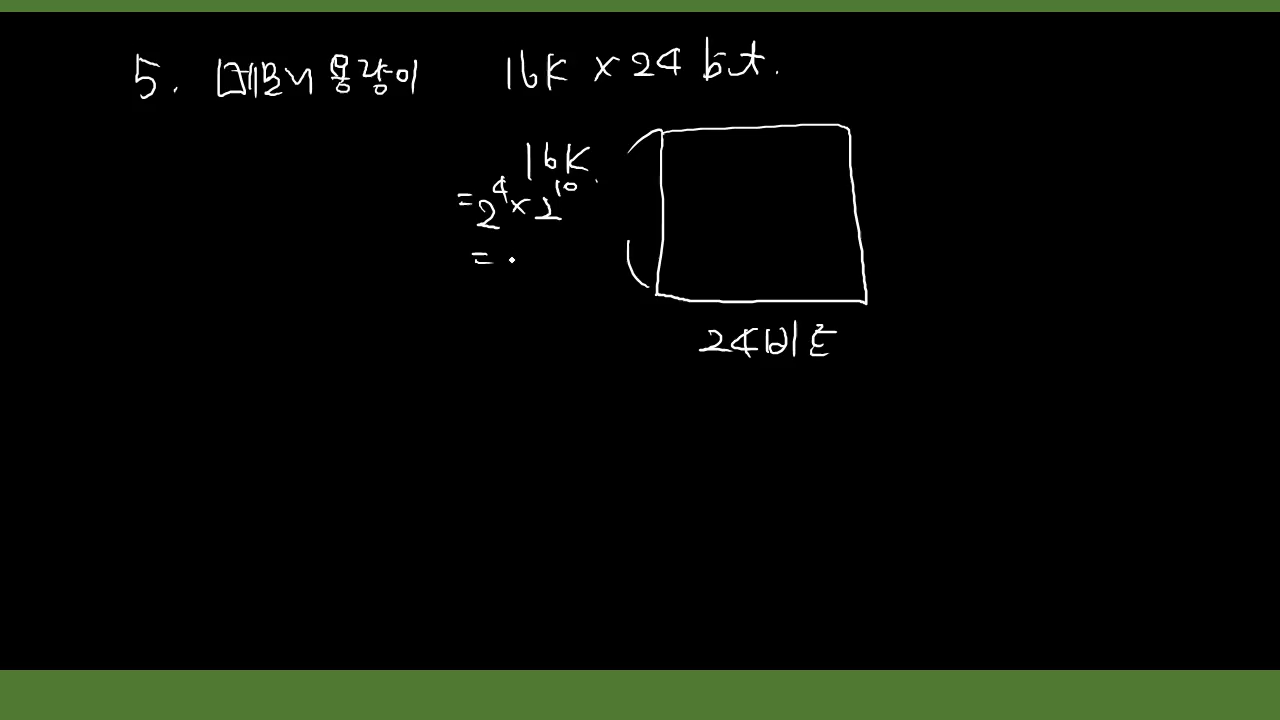 5. 메모리 용량이 16K × 24 bit.
16K
= 2⁴ × 2¹⁰
=
24비트